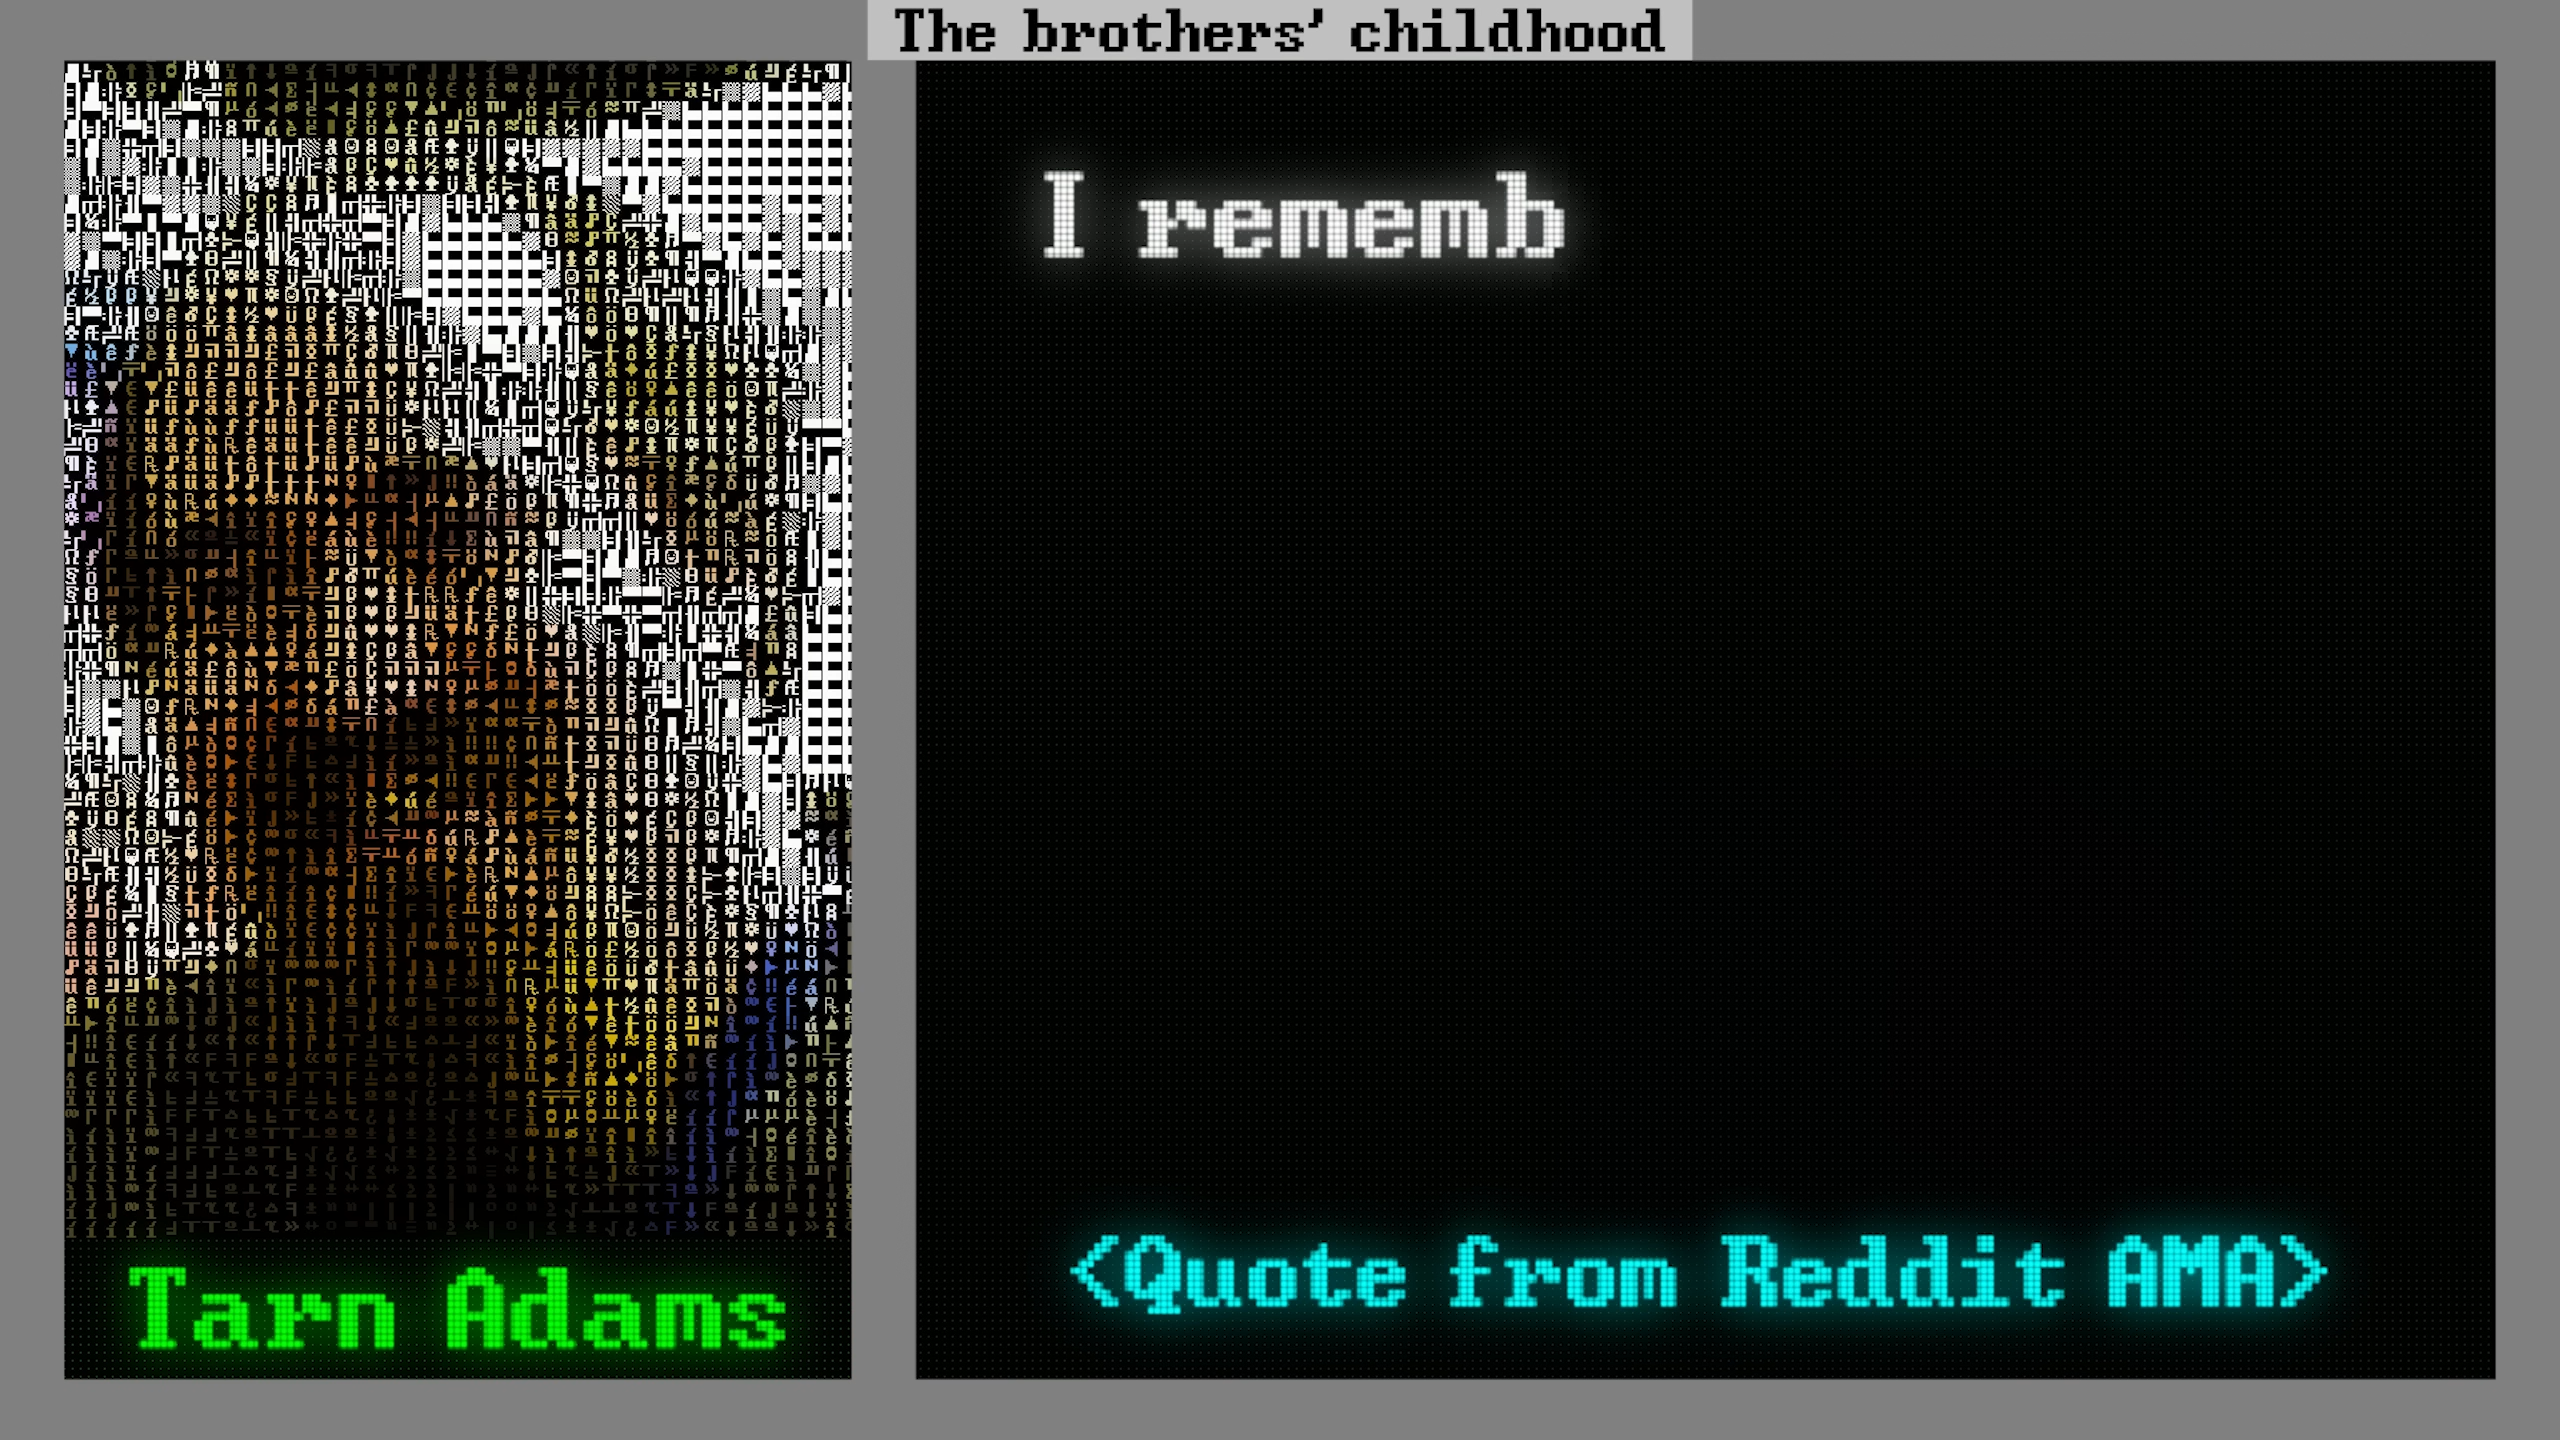 The brothers' childhood
I rememb
<Quote from Reddit AMA>
Tarn Adams